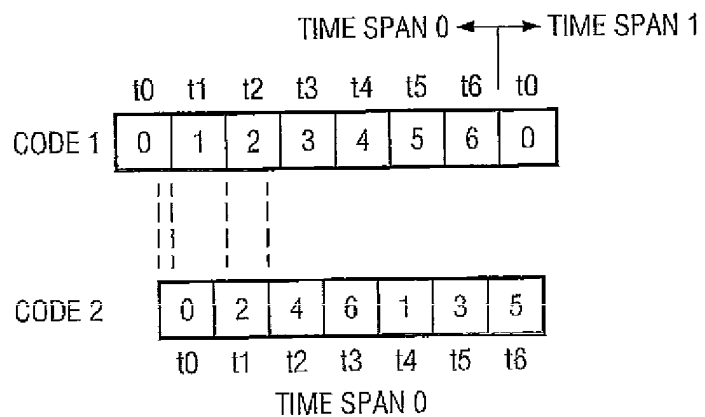 TIME SPAN 0 TIME SPAN 1
t0 t1 t2 t3 t4 t5 t6 t0
CODE 1 0 1 2 3 4 5 6 0
CODE 2 0 2 4 6 1 3 5
t0 t1 t2 t3 t4 t5 t6
TIME SPAN 0